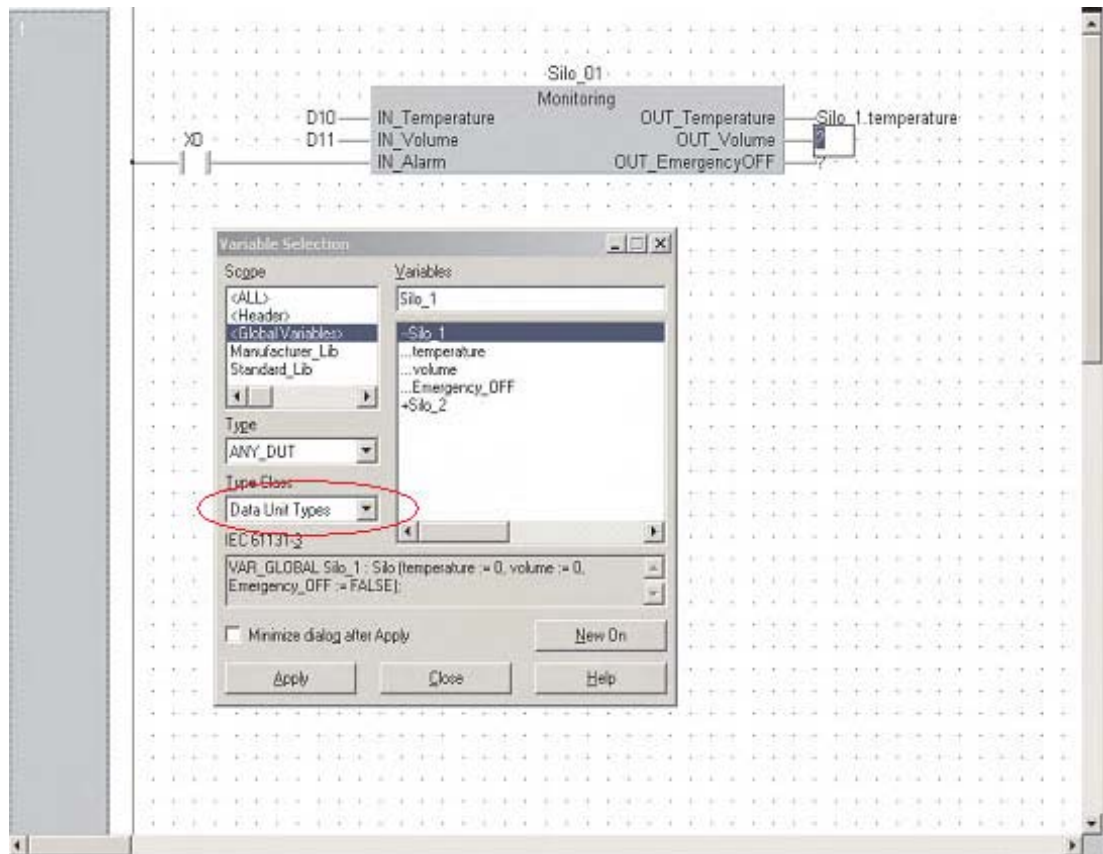 1
Silo_01
Monitoring
D10 IN_Temperature OUT_Temperature Silo_1.temperature
X0 D11 IN_Volume OUT_Volume ?
IN_Alarm OUT_EmergencyOFF ?
Variable Selection
Scope
<ALL>
<Header>
<Global Variables>
Manufacturer_Lib
Standard_Lib
Type
ANY_DUT
Type Class
Data Unit Types
Variables
Silo_1
-Silo_1
...temperature
...volume
...Emergency_OFF
+Silo_2
IEC 61131-3
VAR_GLOBAL Silo_1 : Silo (temperature := 0, volume := 0,
Emergency_OFF := FALSE);
Minimize dialog after Apply
New On
Apply Close Help